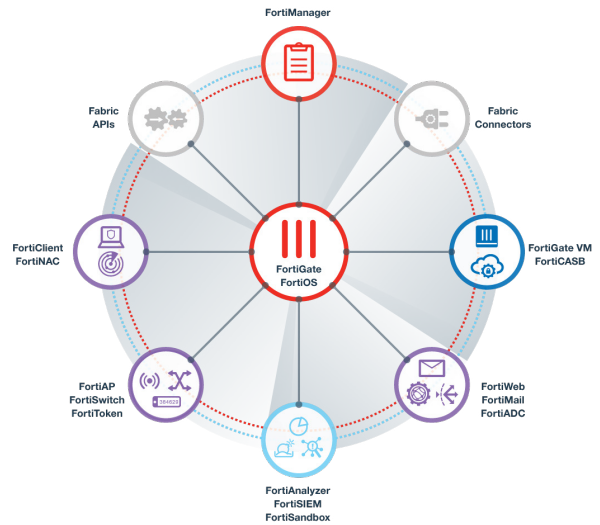 FortiManager
Fabric
APIs
Fabric
Connectors
FortiClient
FortiNAC
FortiGate
FortiOS
FortiGate VM
FortiCASB
FortiAP
FortiSwitch
FortiToken
384629
FortiWeb
FortiMail
FortiADC
FortiAnalyzer
FortiSIEM
FortiSandbox